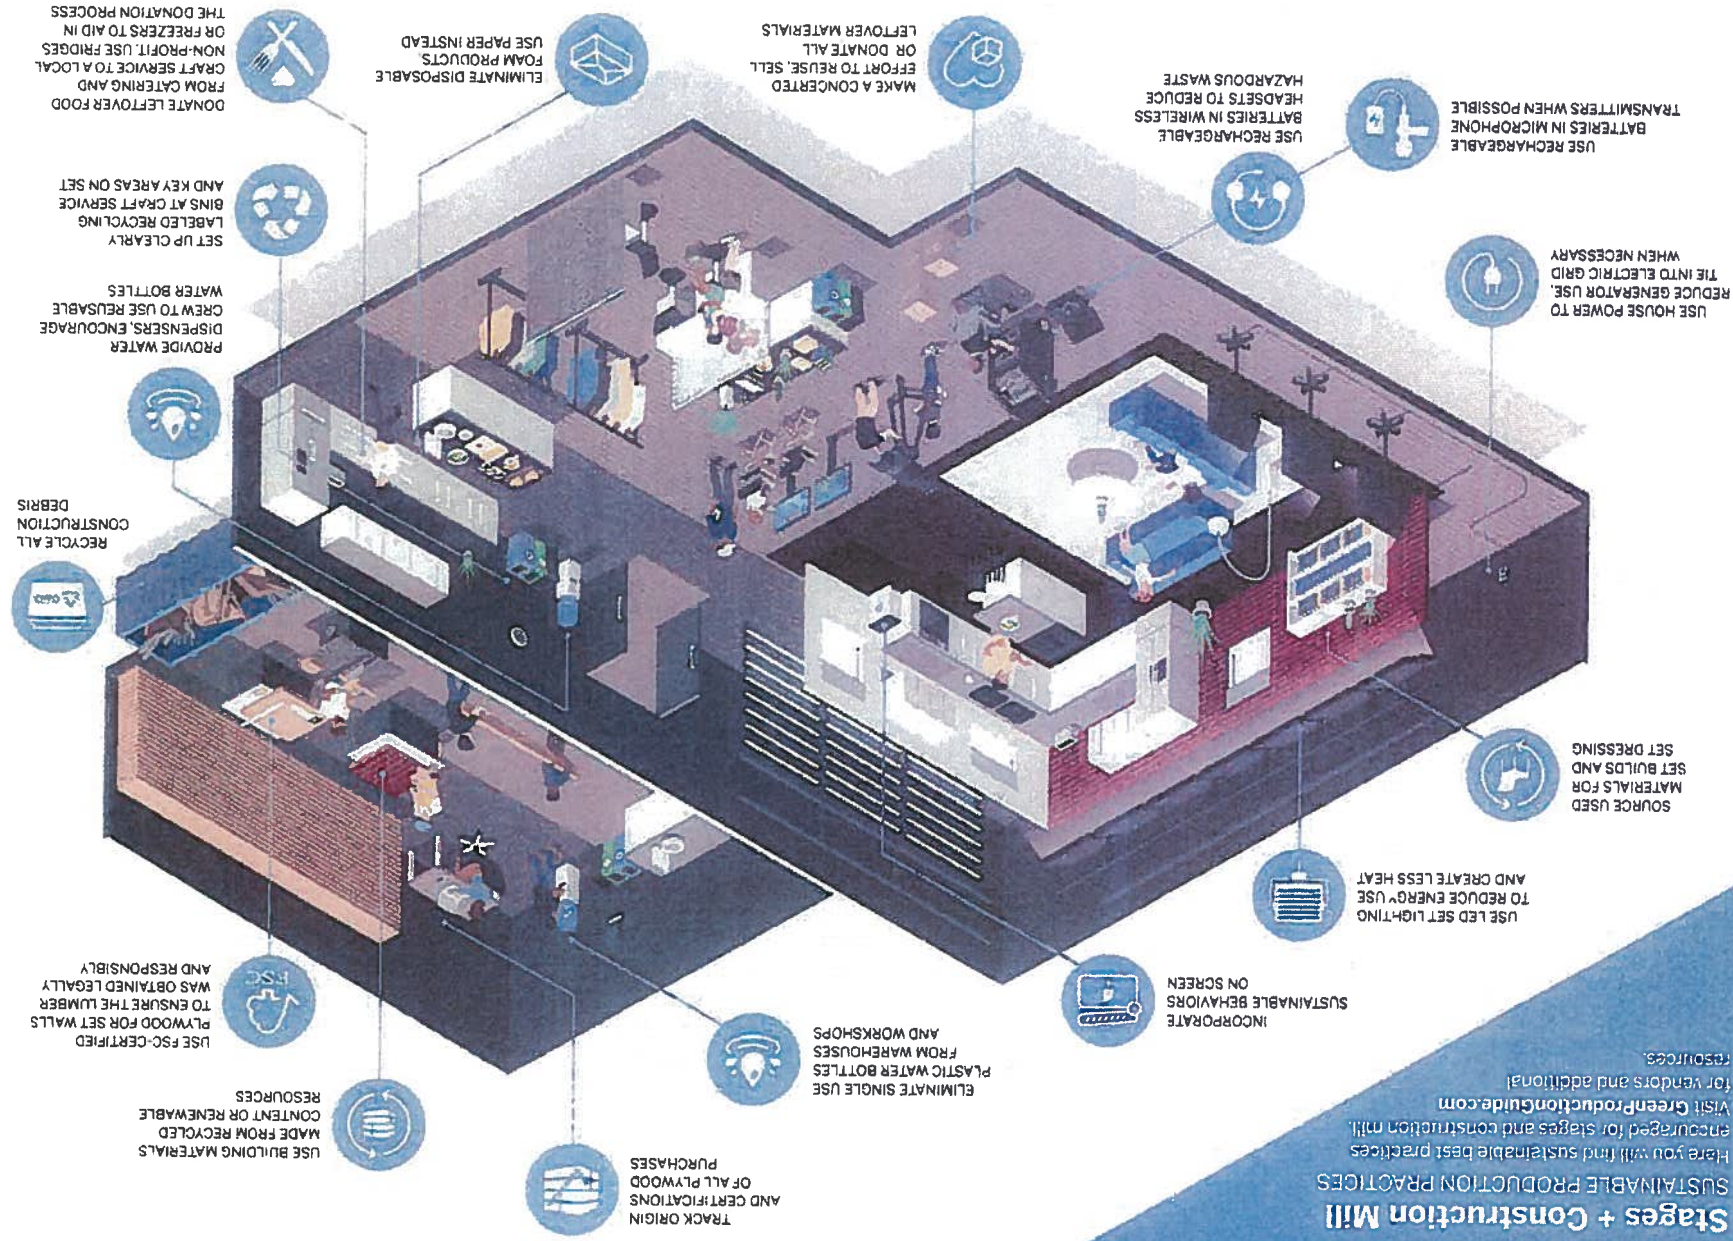 Stages + Construction Mill
SUSTAINABLE PRODUCTION PRACTICES
Here you will find sustainable best practices
encouraged for stages and construction mill.
Visit GreenProductionGuide.com
for vendors and additional
resources.
TRACK ORIGIN
AND CERTIFICATIONS
OF ALL PLYWOOD
PURCHASES
USE BUILDING MATERIALS
MADE FROM RECYCLED
CONTENT OR RENEWABLE
RESOURCES
ELIMINATE SINGLE USE
PLASTIC WATER BOTTLES
FROM WAREHOUSES
AND WORKSHOPS
USE FSC-CERTIFIED
PLYWOOD FOR SET WALLS
TO ENSURE THE LUMBER
WAS OBTAINED LEGALLY
AND RESPONSIBLY
FSC
INCORPORATE
SUSTAINABLE BEHAVIORS
ON SCREEN
USE LED SET LIGHTING
TO REDUCE ENERGY USE
AND CREATE LESS HEAT
SOURCE USED
MATERIALS FOR
SET BUILDS AND
SET DRESSING
RECYCLE ALL
CONSTRUCTION
DEBRIS
PROVIDE WATER
DISPENSERS, ENCOURAGE
CREW TO USE REUSABLE
WATER BOTTLES
USE HOUSE POWER TO
REDUCE GENERATOR USE,
TIE INTO ELECTRIC GRID
WHEN NECESSARY
SET UP CLEARLY
LABELED RECYCLING
BINS AT CRAFT SERVICE
AND KEY AREAS ON SET
USE RECHARGEABLE
BATTERIES IN MICROPHONE
TRANSMITTERS WHEN POSSIBLE
USE RECHARGEABLE
BATTERIES IN WIRELESS
HEADSETS TO REDUCE
HAZARDOUS WASTE
MAKE A CONCERTED
EFFORT TO REUSE, SELL
OR DONATE ALL
LEFTOVER MATERIALS
ELIMINATE DISPOSABLE
FOAM PRODUCTS,
USE PAPER INSTEAD
DONATE LEFTOVER FOOD
FROM CATERING AND
CRAFT SERVICE TO A LOCAL
NON-PROFIT. USE FRIDGES
OR FREEZERS TO AID IN
THE DONATION PROCESS